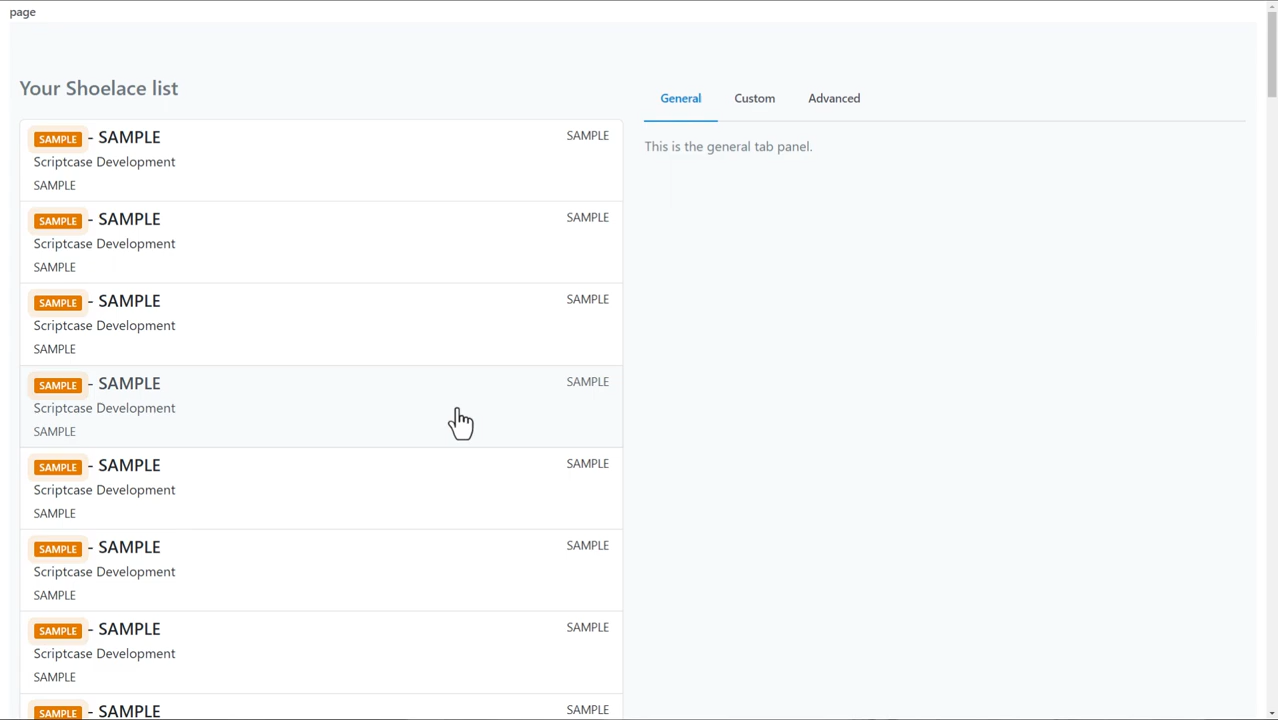 page
Your Shoelace list
General Custom Advanced
This is the general tab panel.
SAMPLE - SAMPLE SAMPLE
Scriptcase Development
SAMPLE
SAMPLE - SAMPLE SAMPLE
Scriptcase Development
SAMPLE
SAMPLE - SAMPLE SAMPLE
Scriptcase Development
SAMPLE
SAMPLE - SAMPLE SAMPLE
Scriptcase Development
SAMPLE
SAMPLE - SAMPLE SAMPLE
Scriptcase Development
SAMPLE
SAMPLE - SAMPLE SAMPLE
Scriptcase Development
SAMPLE
SAMPLE - SAMPLE SAMPLE
Scriptcase Development
SAMPLE
SAMPLE - SAMPLE SAMPLE